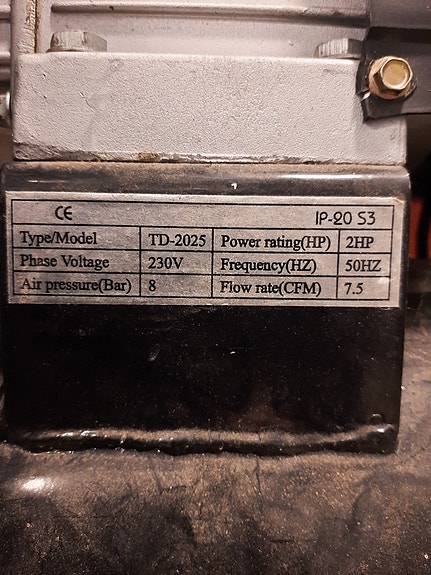 CE IP-20 S3
Type/Model TD-2025 Power rating(HP) 2HP
Phase Voltage 230V Frequency(HZ) 50HZ
Air pressure(Bar) 8 Flow rate(CFM) 7.5